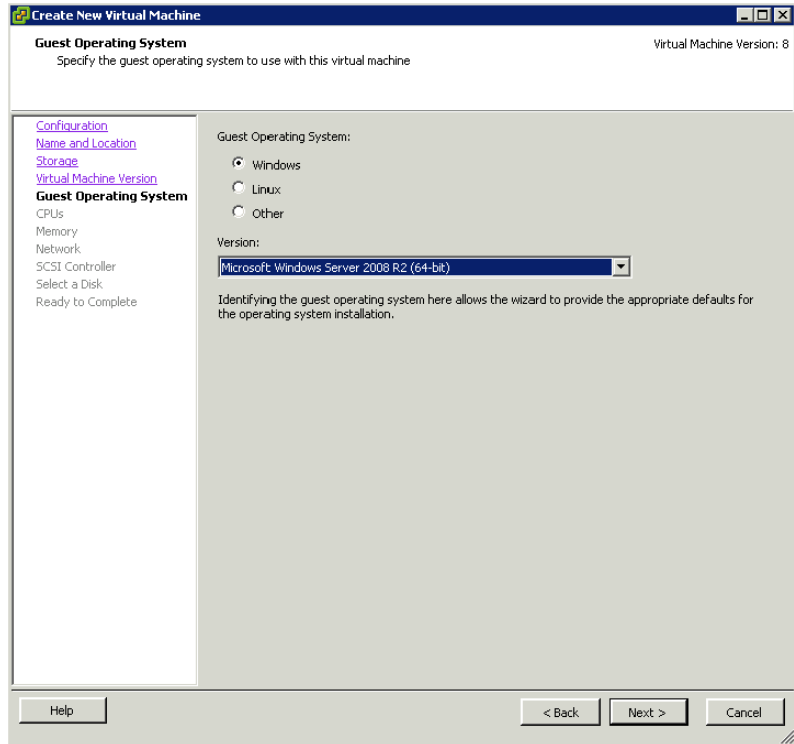 Create New Virtual Machine
Guest Operating System
Specify the guest operating system to use with this virtual machine
Virtual Machine Version: 8
Configuration
Name and Location
Storage
Virtual Machine Version
Guest Operating System
CPUs
Memory
Network
SCSI Controller
Select a Disk
Ready to Complete
Guest Operating System:
Windows
Linux
Other
Version:
Microsoft Windows Server 2008 R2 (64-bit)
Identifying the guest operating system here allows the wizard to provide the appropriate defaults for
the operating system installation.
Help
< Back
Next >
Cancel